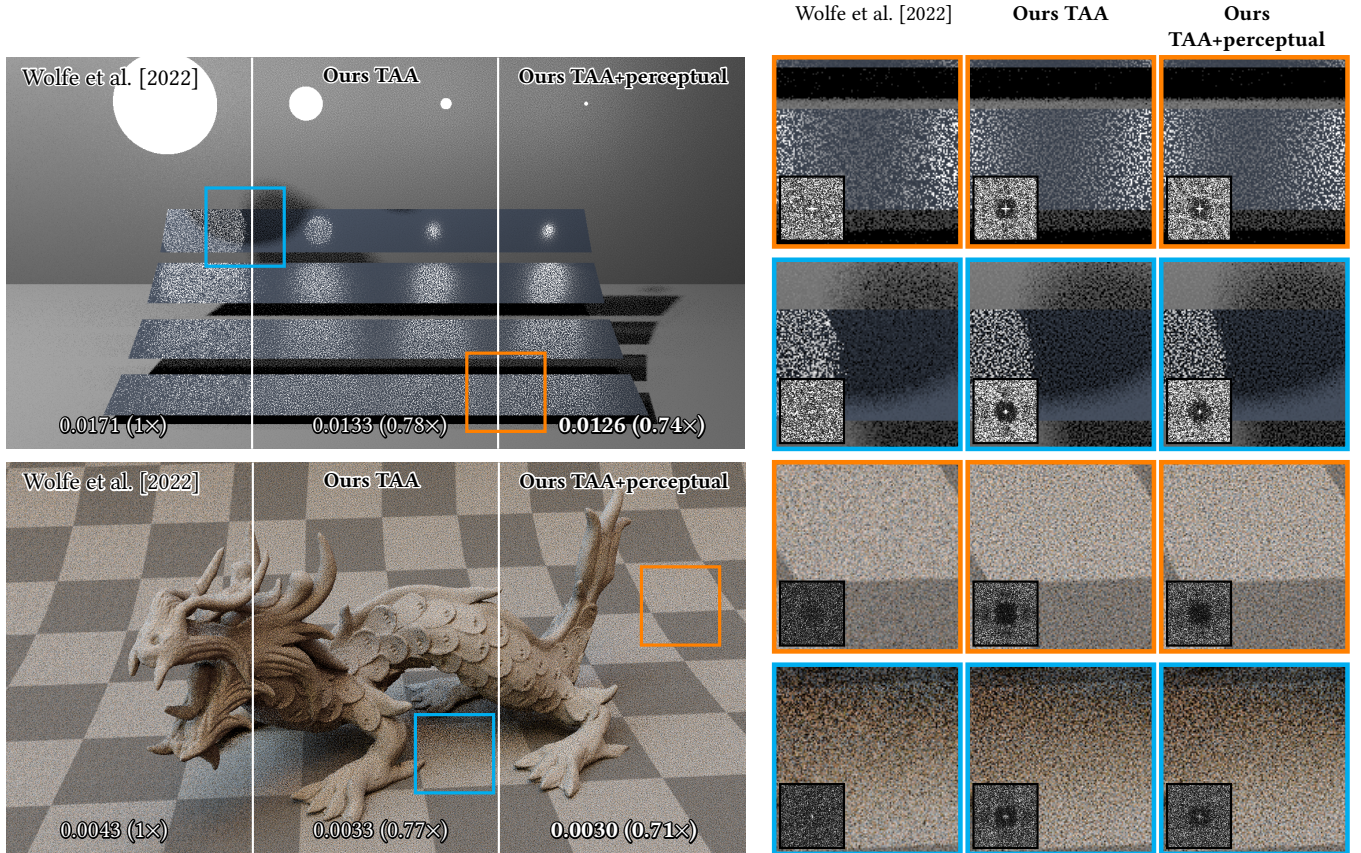 Wolfe et al. [2022]
Ours TAA
Ours
TAA+perceptual
Wolfe et al. [2022]
Ours TAA
Ours TAA+perceptual
0.0171 (1×)
0.0133 (0.78×)
0.0126 (0.74×)
Wolfe et al. [2022]
Ours TAA
Ours TAA+perceptual
0.0043 (1×)
0.0033 (0.77×)
0.0030 (0.71×)